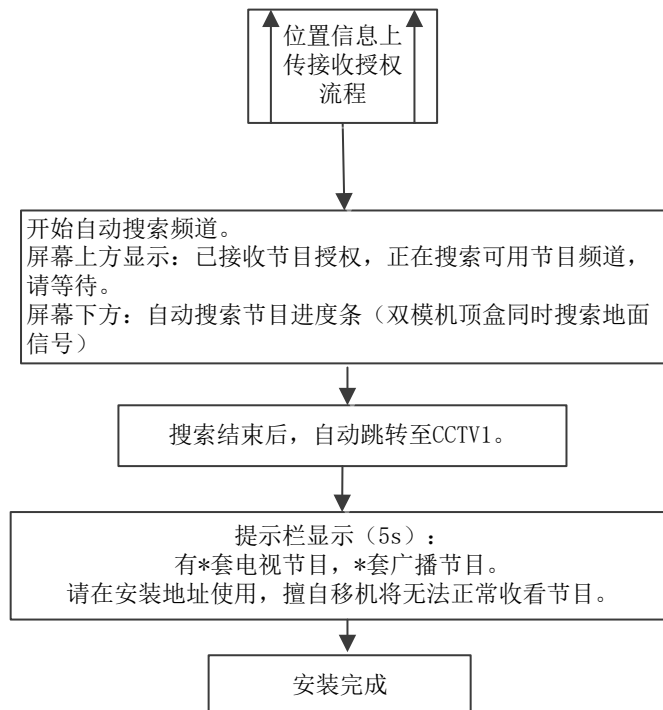 位置信息上
传接收授权
流程
开始自动搜索频道。
屏幕上方显示：已接收节目授权，正在搜索可用节目频道，
请等待。
屏幕下方：自动搜索节目进度条（双模机顶盒同时搜索地面
信号）
搜索结束后，自动跳转至CCTV1。
提示栏显示（5s）：
有*套电视节目，*套广播节目。
请在安装地址使用，擅自移机将无法正常收看节目。
安装完成